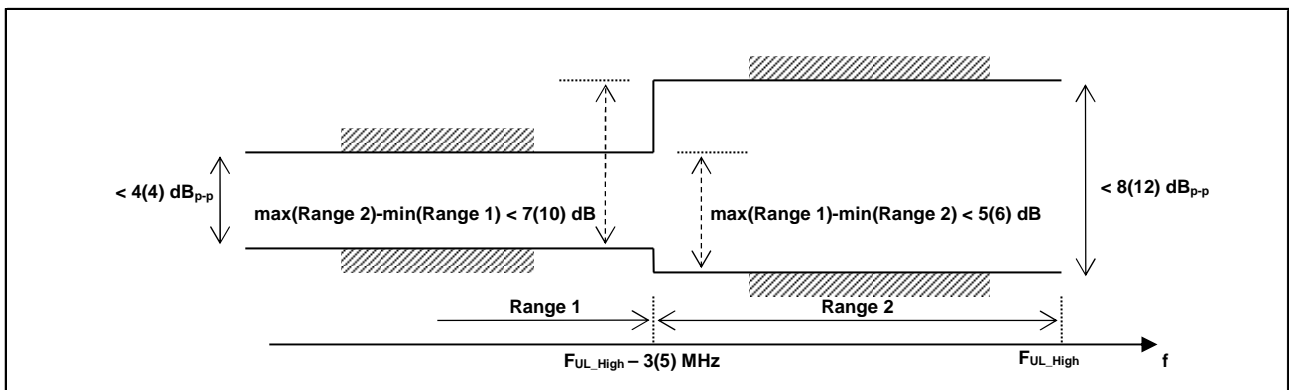 < 4(4) dBp-p
max(Range 2)-min(Range 1) < 7(10) dB
max(Range 1)-min(Range 2) < 5(6) dB
< 8(12) dBp-p
Range 1
Range 2
FUL_High – 3(5) MHz
FUL_High
f